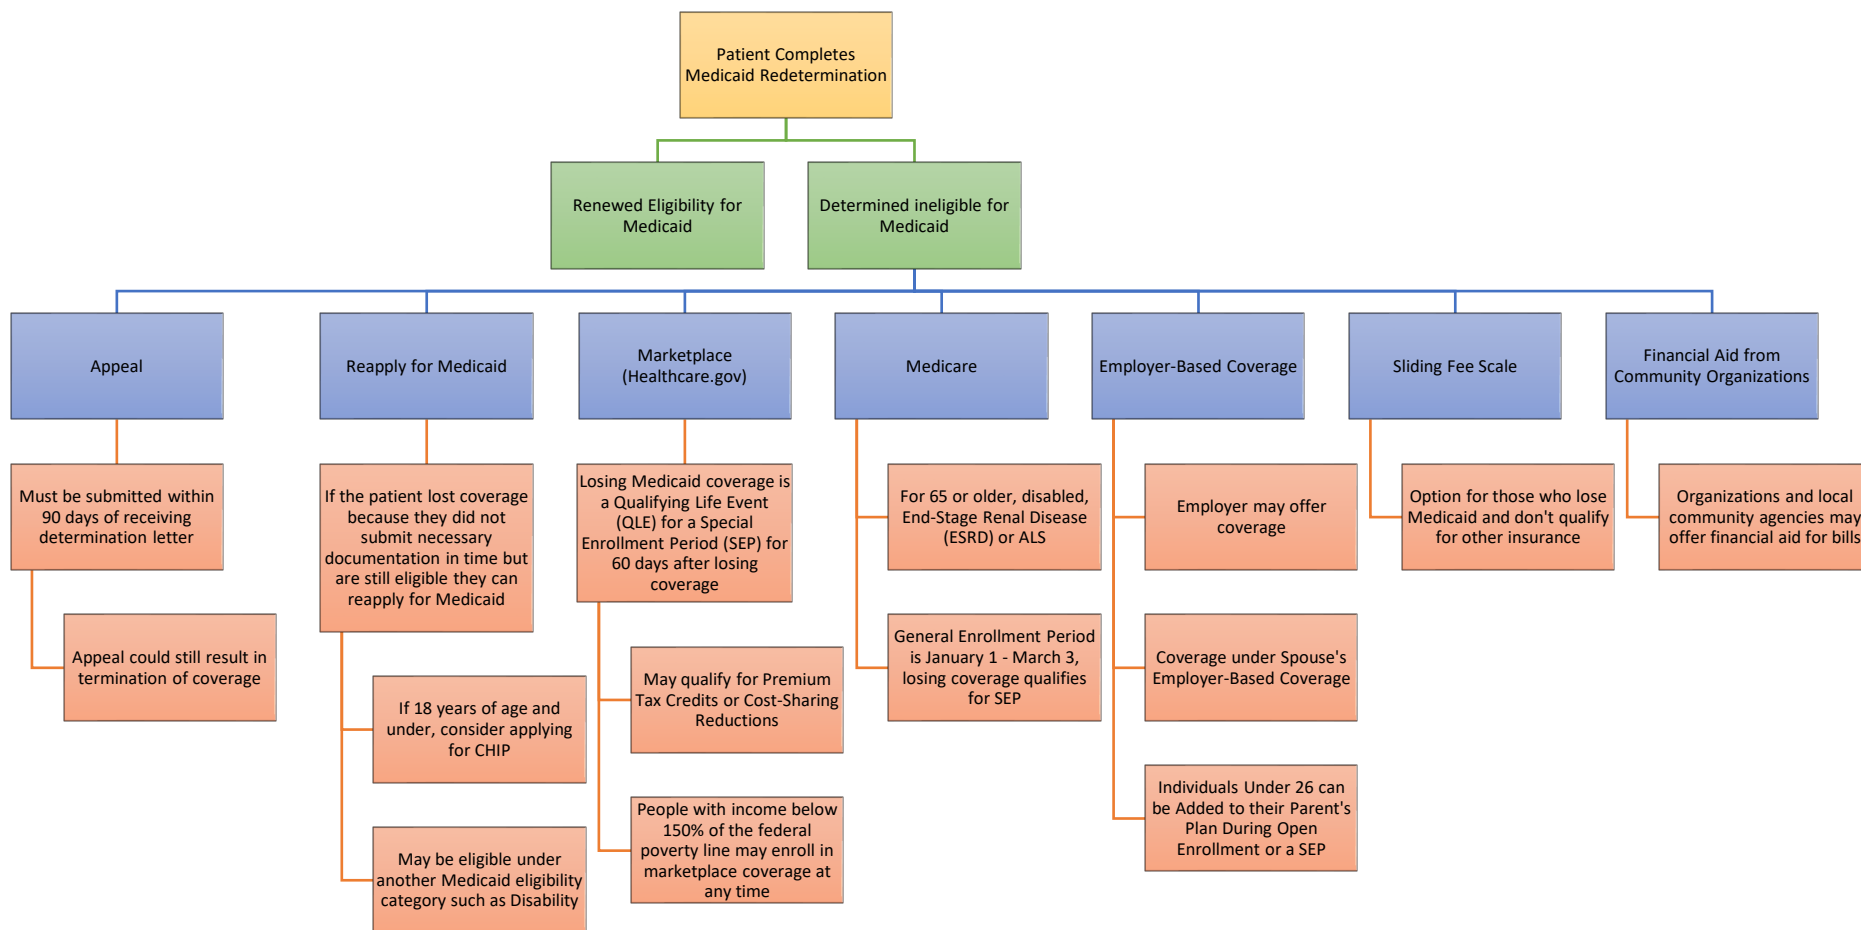 Patient Completes
Medicaid Redetermination
Renewed Eligibility for
Medicaid
Determined ineligible for
Medicaid
Appeal
Reapply for Medicaid
Marketplace
(Healthcare.gov)
Medicare
Employer-Based Coverage
Sliding Fee Scale
Financial Aid from
Community Organizations
Must be submitted within
90 days of receiving
determination letter
Appeal could still result in
termination of coverage
If the patient lost coverage
because they did not
submit necessary
documentation in time but
are still eligible they can
reapply for Medicaid
If 18 years of age and
under, consider applying
for CHIP
May be eligible under
another Medicaid eligibility
category such as Disability
Losing Medicaid coverage is
a Qualifying Life Event
(QLE) for a Special
Enrollment Period (SEP) for
60 days after losing
coverage
May qualify for Premium
Tax Credits or Cost-Sharing
Reductions
People with income below
150% of the federal
poverty line may enroll in
marketplace coverage at
any time
For 65 or older, disabled,
End-Stage Renal Disease
(ESRD) or ALS
General Enrollment Period
is January 1 - March 3,
losing coverage qualifies
for SEP
Employer may offer
coverage
Coverage under Spouse's
Employer-Based Coverage
Individuals Under 26 can
be Added to their Parent's
Plan During Open
Enrollment or a SEP
Option for those who lose
Medicaid and don't qualify
for other insurance
Organizations and local
community agencies may
offer financial aid for bills